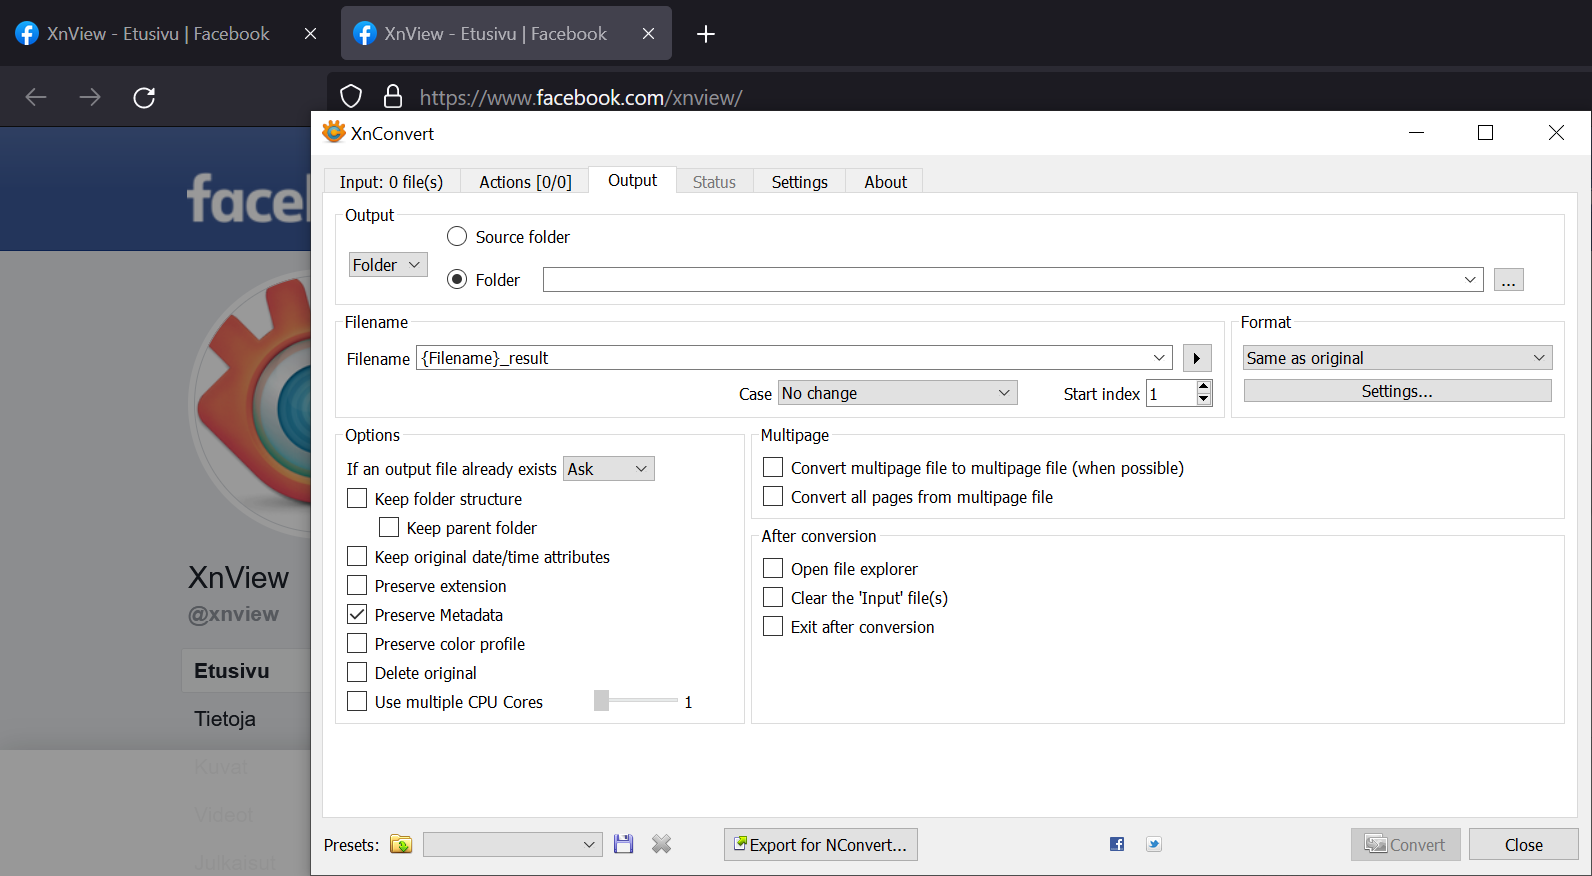 XnView - Etusivu | Facebook
XnView - Etusivu | Facebook
https://www.facebook.com/xnview/
XnConvert
Input: 0 file(s)
Actions [0/0]
Output
Status
Settings
About
faceb
Output
Folder
Source folder
Folder
...
Filename
Filename
{Filename}_result
Case
No change
Start index
1
Format
Same as original
Settings...
Options
If an output file already exists
Ask
Keep folder structure
Keep parent folder
Keep original date/time attributes
Preserve extension
Preserve Metadata
Preserve color profile
Delete original
Use multiple CPU Cores
1
Multipage
Convert multipage file to multipage file (when possible)
Convert all pages from multipage file
After conversion
Open file explorer
Clear the 'Input' file(s)
Exit after conversion
XnView
@xnview
Etusivu
Tietoja
Kuvat
Videot
Julkaisut
Presets:
Export for NConvert...
Convert
Close